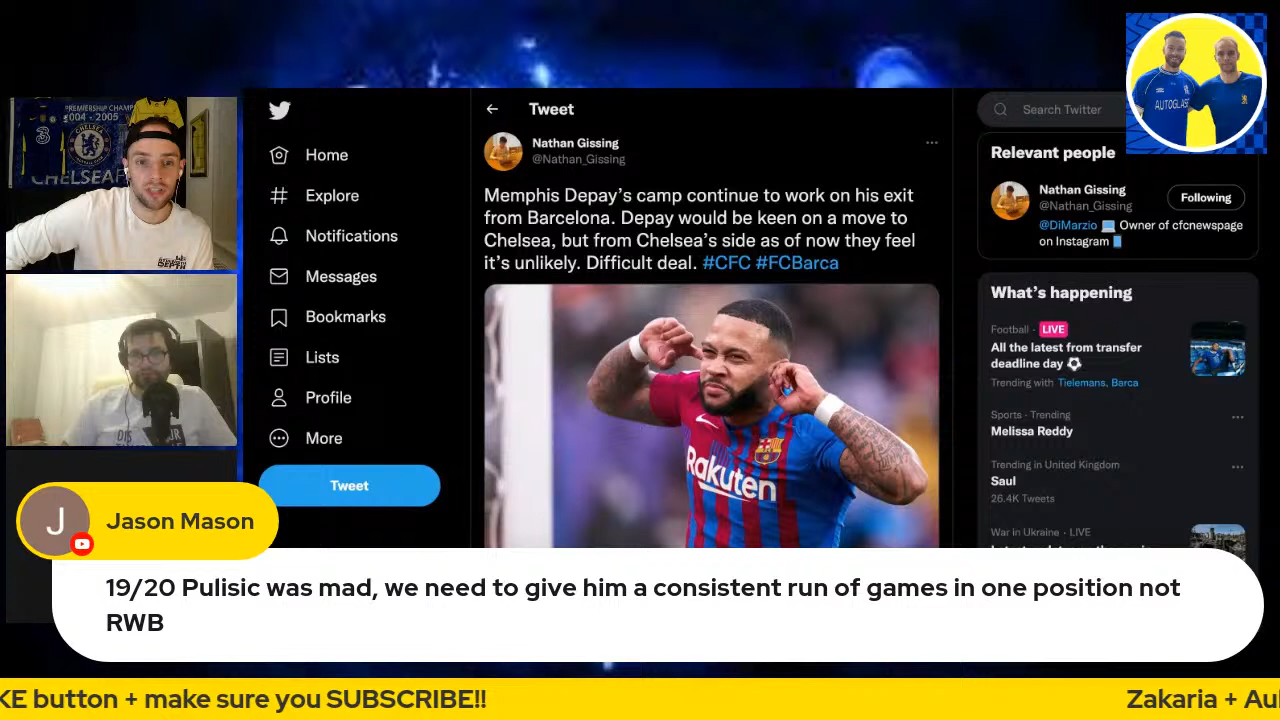 PREMIERSHIP CHAMP
2004 - 2005
CHELSEA
CHELSEAF
AUTOGLASS
Tweet
Search Twitter
Nathan Gissing
@Nathan_Gissing
Memphis Depay’s camp continue to work on his exit
from Barcelona. Depay would be keen on a move to
Chelsea, but from Chelsea’s side as of now they feel
it’s unlikely. Difficult deal. #CFC #FCBarca
Rakuten
Home
Explore
Notifications
Messages
Bookmarks
Lists
Profile
More
Tweet
Relevant people
Nathan Gissing
@Nathan_Gissing
Following
@DiMarzio 💻 Owner of cfcnewspage
on Instagram 📱
What’s happening
Football · LIVE
All the latest from transfer
deadline day ⚽
Trending with Tielemans, Barca
Sports · Trending
Melissa Reddy
Trending in United Kingdom
Saul
26.4K Tweets
War in Ukraine · LIVE
J
Jason Mason
19/20 Pulisic was mad, we need to give him a consistent run of games in one position not
RWB
KE button + make sure you SUBSCRIBE!!
Zakaria + Au